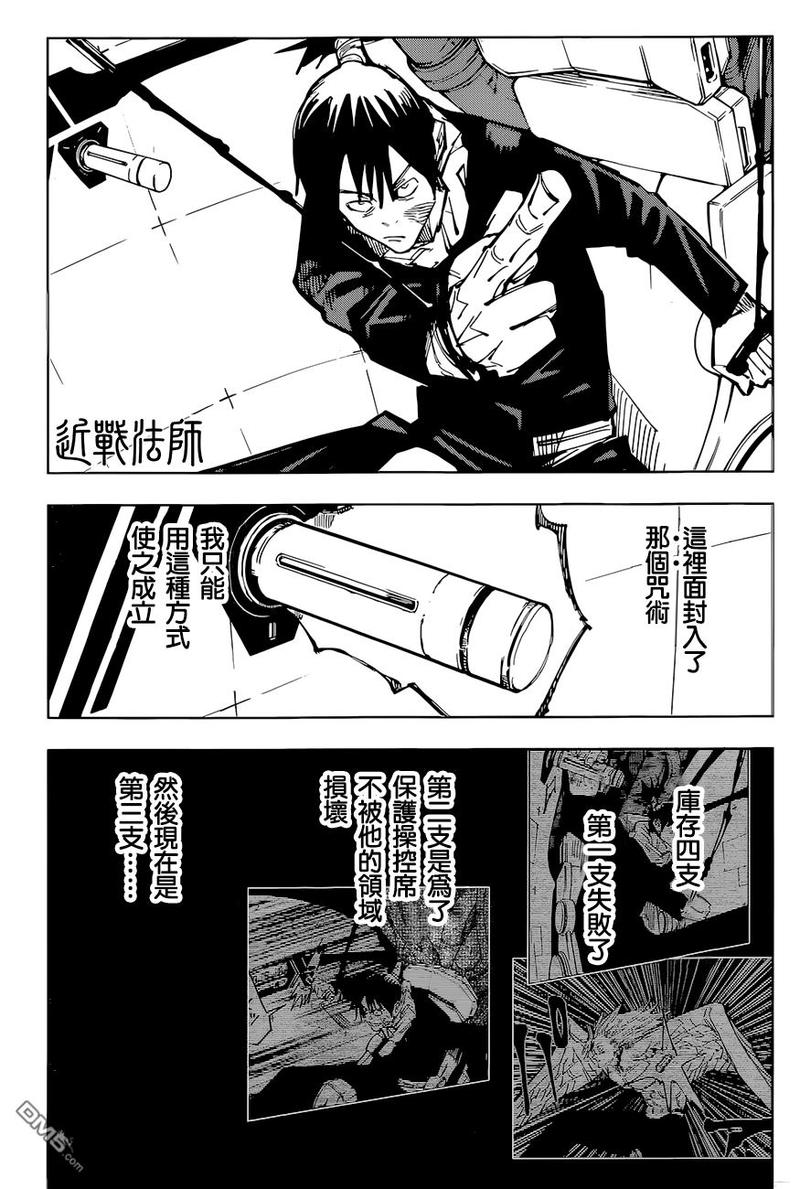 近戰法師
這裡面封入了
那個咒術
我只能
用這種方式
使之成立
庫存四支
第一支失敗了
第二支是為了
保護操控席
不被他的領域
損壞
然後現在是
第三支……
DM5.com